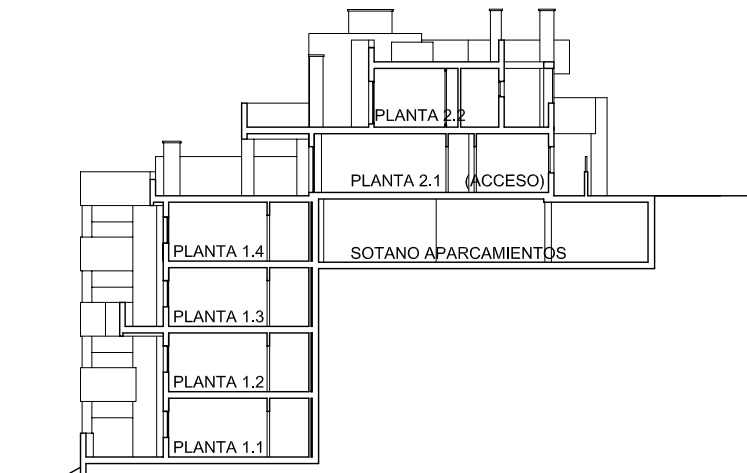 PLANTA 2.2
PLANTA 2.1 (ACCESO)
PLANTA 1.4
SOTANO APARCAMIENTOS
PLANTA 1.3
PLANTA 1.2
PLANTA 1.1